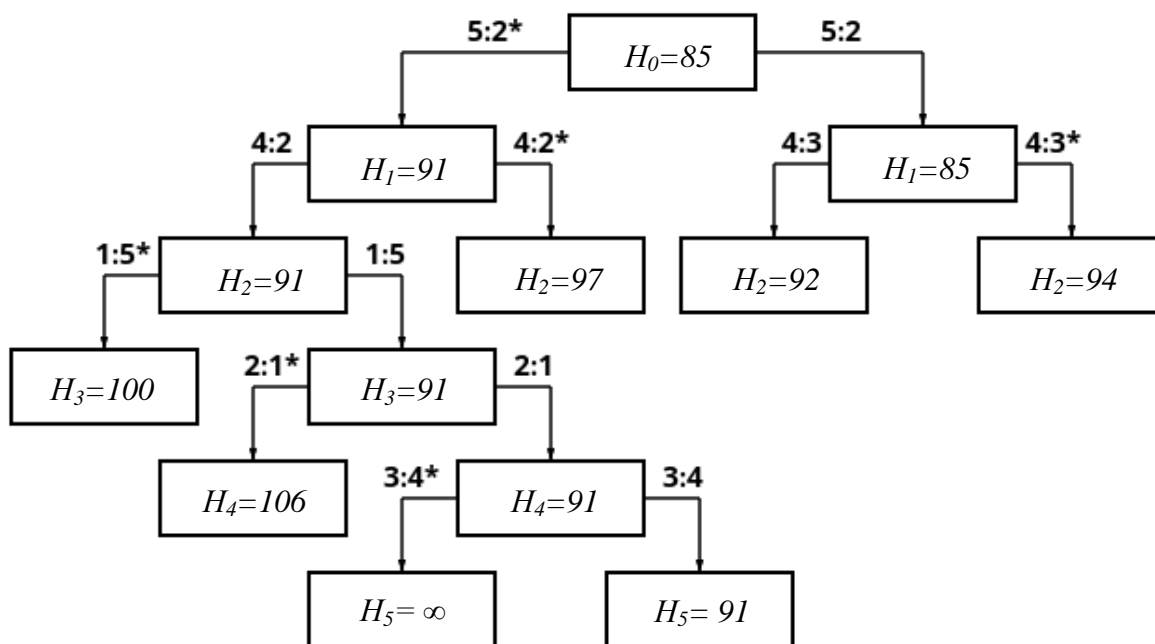 5:2* 5:2
H₀=85
4:2 4:2* 4:3 4:3*
H₁=91 H₁=85
1:5* 1:5
H₂=91 H₂=97 H₂=92 H₂=94
2:1* 2:1
H₃=100 H₃=91
3:4* 3:4
H₄=106 H₄=91
H₅= ∞ H₅= 91